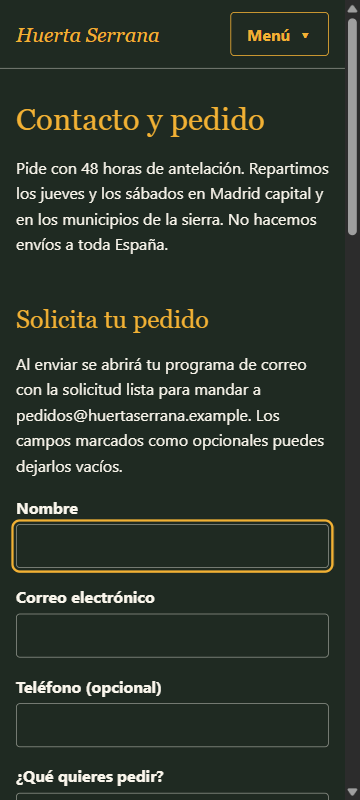 Huerta Serrana
Menú
Contacto y pedido
Pide con 48 horas de antelación. Repartimos
los jueves y los sábados en Madrid capital y
en los municipios de la sierra. No hacemos
envíos a toda España.
Solicita tu pedido
Al enviar se abrirá tu programa de correo
con la solicitud lista para mandar a
pedidos@huertaserrana.example. Los
campos marcados como opcionales puedes
dejarlos vacíos.
Nombre
Correo electrónico
Teléfono (opcional)
¿Qué quieres pedir?